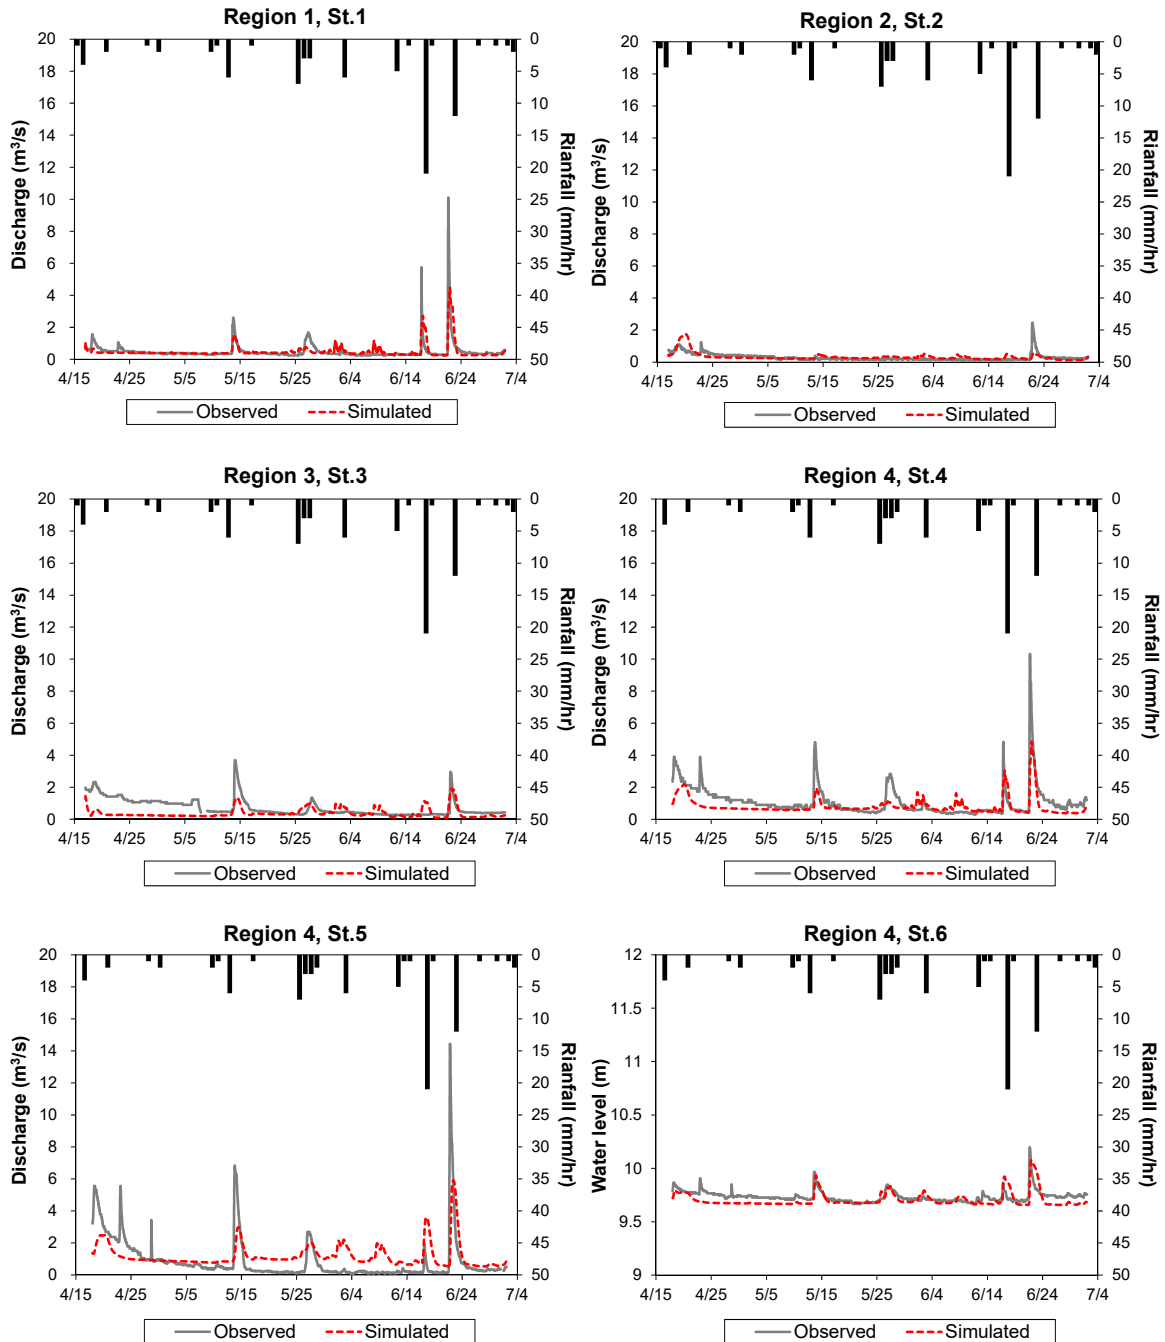 Region 1, St.1
20 18 16 14 12 10 8 6 4 2 0
Discharge (m³/s)
0 5 10 15 20 25 30 35 40 45 50
Rianfall (mm/hr)
4/15 4/25 5/5 5/15 5/25 6/4 6/14 6/24 7/4
Observed Simulated
Region 2, St.2
20 18 16 14 12 10 8 6 4 2 0
Discharge (m³/s)
0 5 10 15 20 25 30 35 40 45 50
Rianfall (mm/hr)
4/15 4/25 5/5 5/15 5/25 6/4 6/14 6/24 7/4
Observed Simulated
Region 3, St.3
20 18 16 14 12 10 8 6 4 2 0
Discharge (m³/s)
0 5 10 15 20 25 30 35 40 45 50
Rianfall (mm/hr)
4/15 4/25 5/5 5/15 5/25 6/4 6/14 6/24 7/4
Observed Simulated
Region 4, St.4
20 18 16 14 12 10 8 6 4 2 0
Discharge (m³/s)
0 5 10 15 20 25 30 35 40 45 50
Rianfall (mm/hr)
4/15 4/25 5/5 5/15 5/25 6/4 6/14 6/24 7/4
Observed Simulated
Region 4, St.5
20 18 16 14 12 10 8 6 4 2 0
Discharge (m³/s)
0 5 10 15 20 25 30 35 40 45 50
Rianfall (mm/hr)
4/15 4/25 5/5 5/15 5/25 6/4 6/14 6/24 7/4
Observed Simulated
Region 4, St.6
12 11.5 11 10.5 10 9.5 9
Water level (m)
0 5 10 15 20 25 30 35 40 45 50
Rianfall (mm/hr)
4/15 4/25 5/5 5/15 5/25 6/4 6/14 6/24 7/4
Observed Simulated